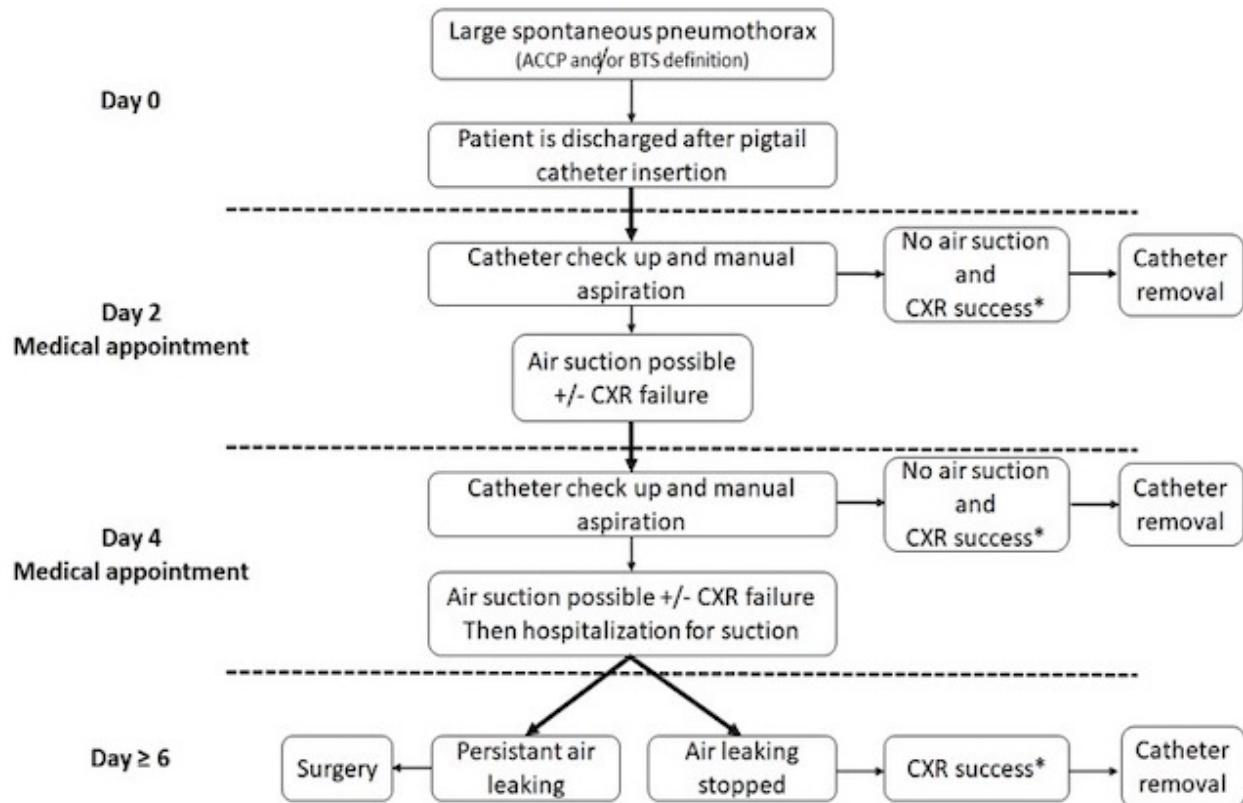 Large spontaneous pneumothorax
(ACCP and/or BTS definition)
Day 0
Patient is discharged after pigtail
catheter insertion
Catheter check up and manual
aspiration
No air suction
and
CXR success*
Catheter
removal
Day 2
Medical appointment
Air suction possible
+/- CXR failure
Catheter check up and manual
aspiration
No air suction
and
CXR success*
Catheter
removal
Day 4
Medical appointment
Air suction possible +/- CXR failure
Then hospitalization for suction
Day ≥ 6
Surgery
Persistant air
leaking
Air leaking
stopped
CXR success*
Catheter
removal